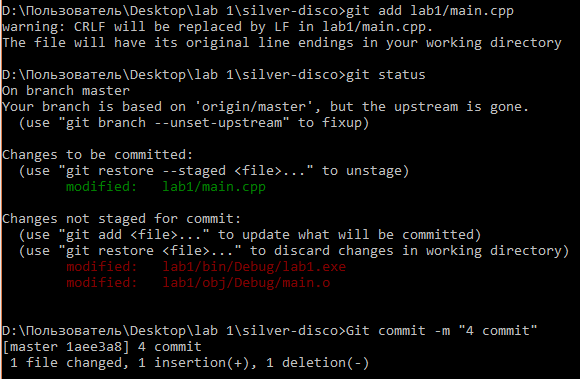 D:\Пользователь\Desktop\lab 1\silver-disco>git add lab1/main.cpp
warning: CRLF will be replaced by LF in lab1/main.cpp.
The file will have its original line endings in your working directory
D:\Пользователь\Desktop\lab 1\silver-disco>git status
On branch master
Your branch is based on 'origin/master', but the upstream is gone.
  (use "git branch --unset-upstream" to fixup)
Changes to be committed:
  (use "git restore --staged <file>..." to unstage)
        modified:   lab1/main.cpp
Changes not staged for commit:
  (use "git add <file>..." to update what will be committed)
  (use "git restore <file>..." to discard changes in working directory)
        modified:   lab1/bin/Debug/lab1.exe
        modified:   lab1/obj/Debug/main.o
D:\Пользователь\Desktop\lab 1\silver-disco>Git commit -m "4 commit"
[master 1aee3a8] 4 commit
 1 file changed, 1 insertion(+), 1 deletion(-)